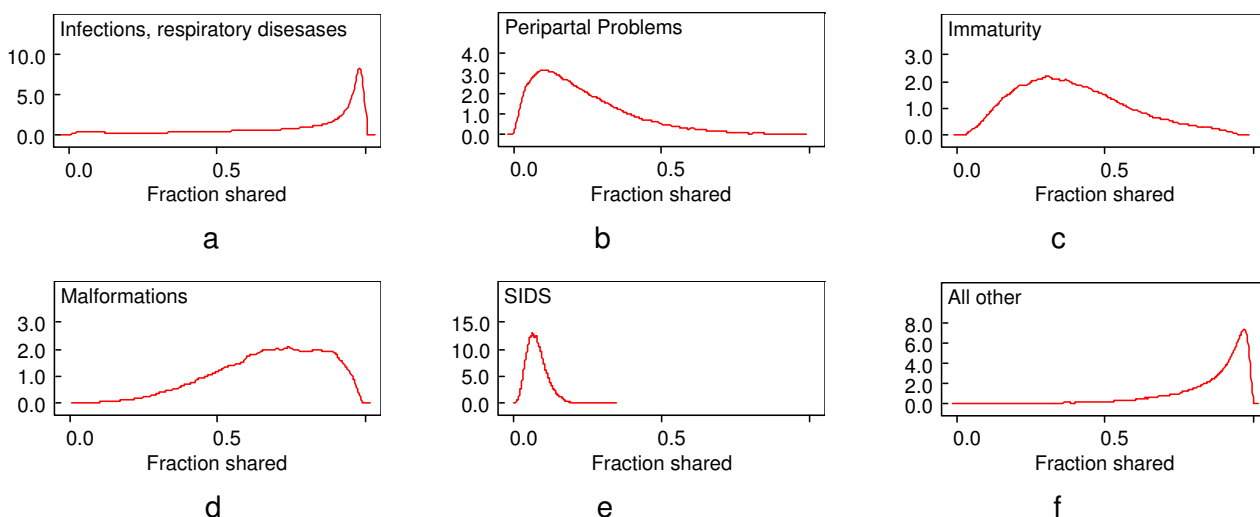 Infections, respiratory disesases
10.0
5.0
0.0
0.0 0.5
Fraction shared
a
Peripartal Problems
4.0
3.0
2.0
1.0
0.0
0.0 0.5
Fraction shared
b
Immaturity
3.0
2.0
1.0
0.0
0.0 0.5
Fraction shared
c
Malformations
3.0
2.0
1.0
0.0
0.0 0.5
Fraction shared
d
SIDS
15.0
10.0
5.0
0.0
0.0 0.5
Fraction shared
e
All other
8.0
6.0
4.0
2.0
0.0
0.0 0.5
Fraction shared
f